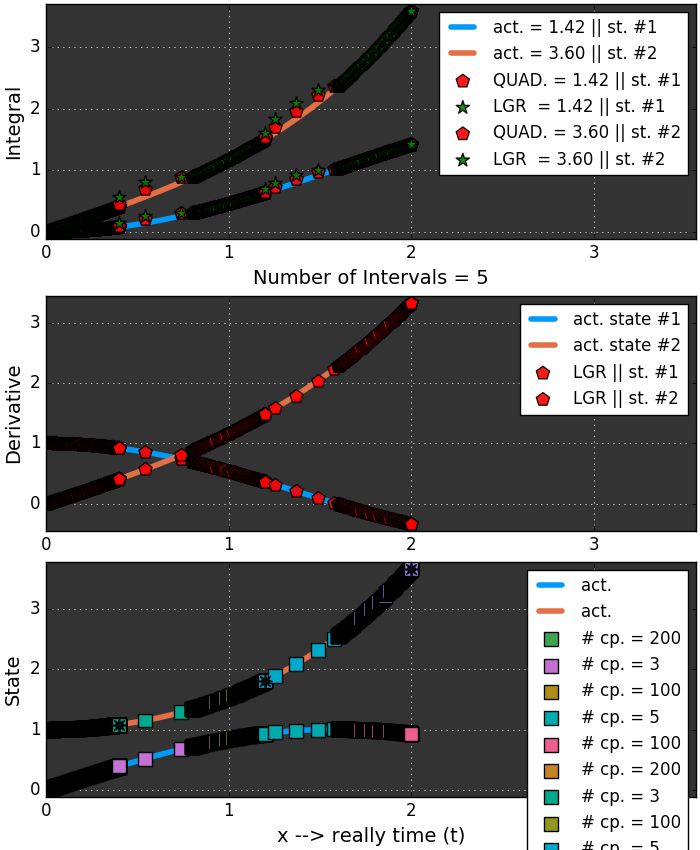 Integral
3
2
1
0
0 1 2 3
act. = 1.42 || st. #1
act. = 3.60 || st. #2
QUAD. = 1.42 || st. #1
LGR  = 1.42 || st. #1
QUAD. = 3.60 || st. #2
LGR  = 3.60 || st. #2
Number of Intervals = 5
Derivative
3
2
1
0
0 1 2 3
act. state #1
act. state #2
LGR || st. #1
LGR || st. #2
State
3
2
1
0
0 1 2
act.
act.
# cp. = 200
# cp. = 3
# cp. = 100
# cp. = 5
# cp. = 100
# cp. = 200
# cp. = 3
# cp. = 100
# cp. = 5
x --> really time (t)